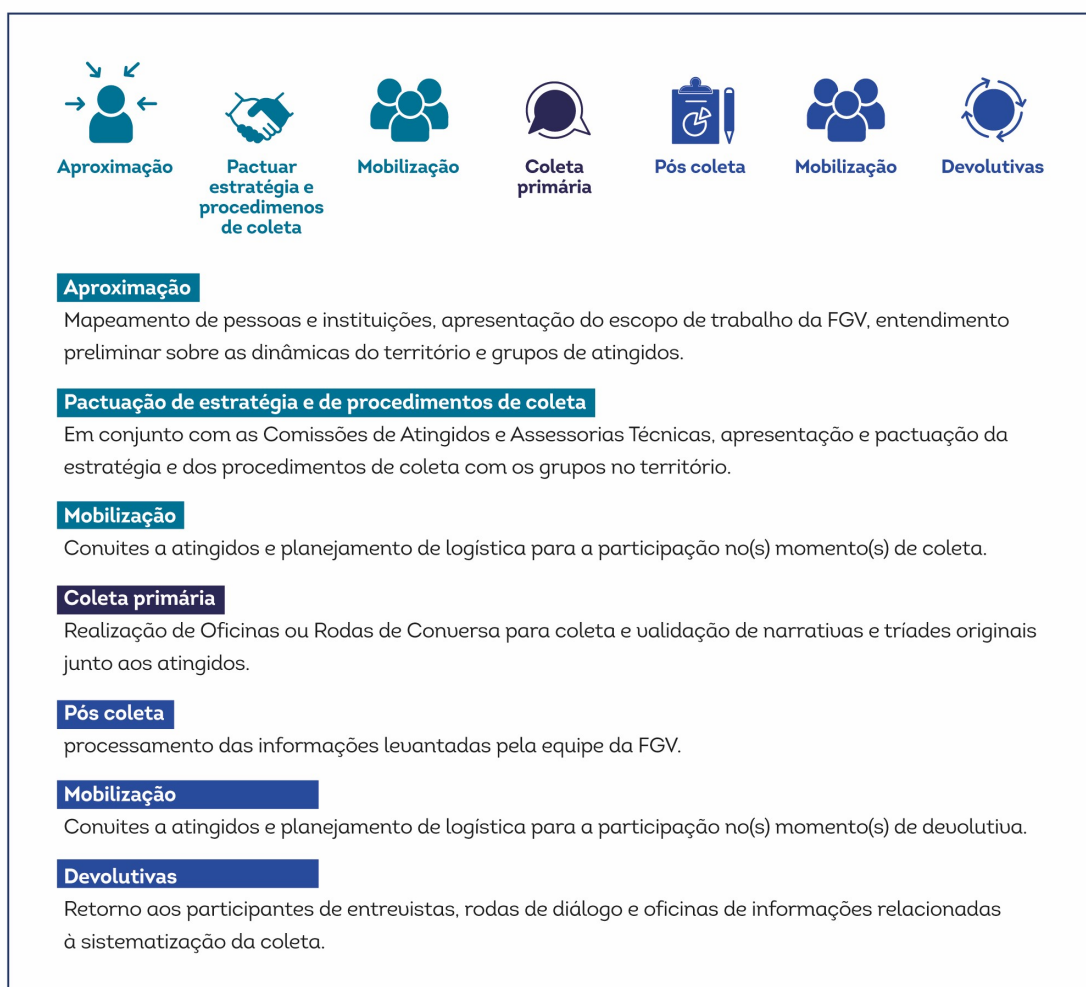 Aproximação
Pactuar
estratégia e
procedimenos
de coleta
Mobilização
Coleta
primária
Pós coleta
Mobilização
Devolutivas
Aproximação
Mapeamento de pessoas e instituições, apresentação do escopo de trabalho da FGV, entendimento
preliminar sobre as dinâmicas do território e grupos de atingidos.
Pactuação de estratégia e de procedimentos de coleta
Em conjunto com as Comissões de Atingidos e Assessorias Técnicas, apresentação e pactuação da
estratégia e dos procedimentos de coleta com os grupos no território.
Mobilização
Convites a atingidos e planejamento de logística para a participação no(s) momento(s) de coleta.
Coleta primária
Realização de Oficinas ou Rodas de Conversa para coleta e validação de narrativas e tríades originais
junto aos atingidos.
Pós coleta
processamento das informações levantadas pela equipe da FGV.
Mobilização
Convites a atingidos e planejamento de logística para a participação no(s) momento(s) de devolutiva.
Devolutivas
Retorno aos participantes de entrevistas, rodas de diálogo e oficinas de informações relacionadas
à sistematização da coleta.